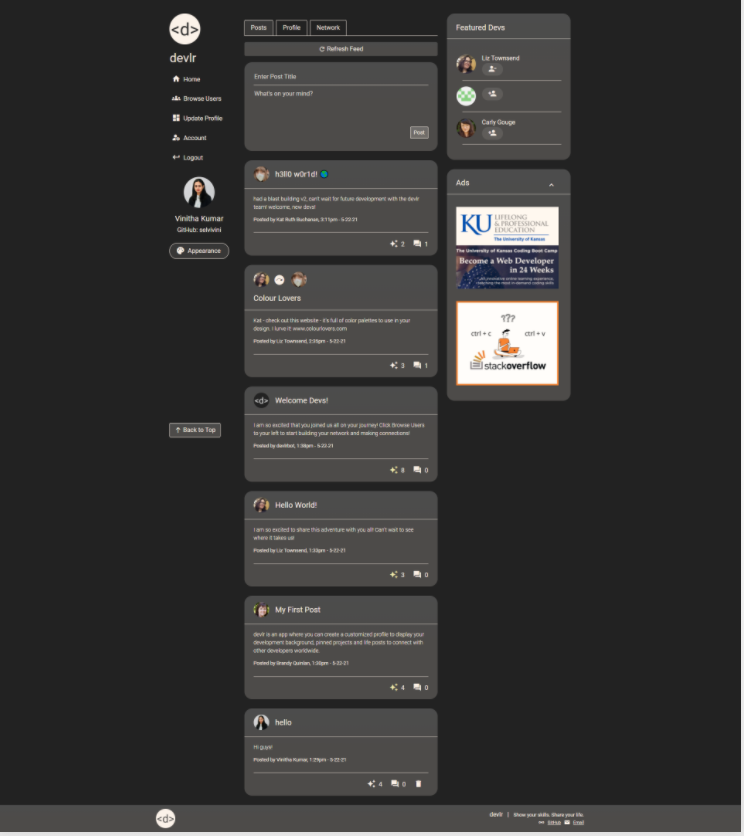 <d>
devlr
Home
Browse Users
Update Profile
Account
Logout
Vinitha Kumar
GitHub: selvivini
Appearance
Back to Top
Posts
Profile
Network
Refresh Feed
Enter Post Title
What's on your mind?
Post
h3ll0 w0r1d!
had a blast building v2, can't wait for future development with the devlr
team! welcome, new devs!
Posted by Kat Ruth Buchanan, 3:11pm - 5-22-21
2 1
Colour Lovers
Kat - check out this website - it's full of color palettes to use in your
design. I lurve it! www.colourlovers.com
Posted by Liz Townsend, 2:26pm - 5-22-21
3 1
<d>
Welcome Devs!
I am so excited that you joined us all on your journey! Click Browse Users
to your left to start building your network and making connections!
Posted by devlrbot, 1:38pm - 5-22-21
8 0
Hello World!
I am so excited to share this adventure with you all! Can't wait to see
where it takes us!
Posted by Liz Townsend, 1:33pm - 5-22-21
3 0
My First Post
devlr is an app where you can create a customized profile to display your
development background, pinned projects and life posts to connect with
other developers worldwide.
Posted by Brandy Quinlan, 1:30pm - 5-22-21
4 0
hello
Hi guys!
Posted by Vinitha Kumar, 1:29pm - 5-22-21
4 0
Featured Devs
Liz Townsend
Carly Gouge
Ads
KU LIFELONG
& PROFESSIONAL
EDUCATION
The University of Kansas
The University of Kansas Coding Boot Camp
Become a Web Developer
in 24 Weeks
???
ctrl + c
ctrl + v
stackoverflow
<d>
devlr | Show your skills. Share your life.
GitHub Email